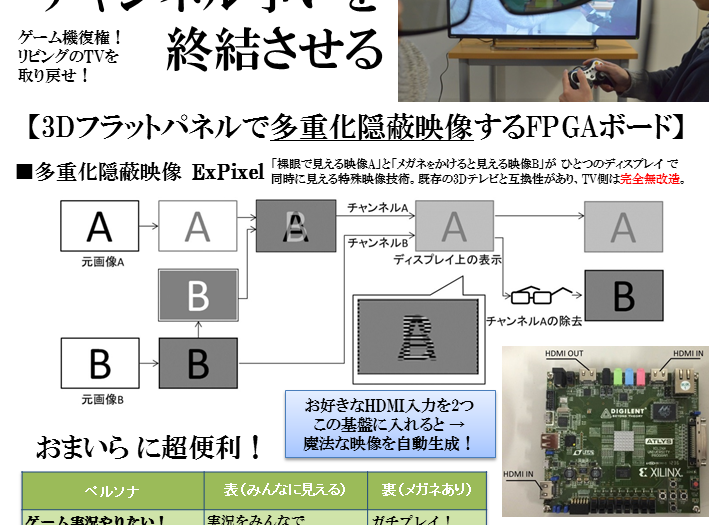 チャンネル争いを
終結させる
ゲーム機復権！
リビングのTVを
取り戻せ！
【3Dフラットパネルで多重化隠蔽映像するFPGAボード】
■多重化隠蔽映像 ExPixel
「裸眼で見える映像A」と「メガネをかけると見える映像B」が ひとつのディスプレイ で
同時に見える特殊映像技術。既存の3Dテレビと互換性があり、TV側は完全無改造。
A
元画像A
A
B
A
チャンネルA
チャンネルB
A
ディスプレイ上の表示
A
B
B
チャンネルAの除去
A
B
元画像B
B
HDMI OUT
HDMI IN
DIGILENT
ATLYS
XILINX
HDMI IN
お好きなHDMI入力を2つ
この基盤に入れると →
魔法な映像を自動生成！
おまいら に超便利！
ペルソナ
表（みんなに見える）
裏（メガネあり）
ゲーム実況やりたい！
実況をみんなで
ガチプレイ！